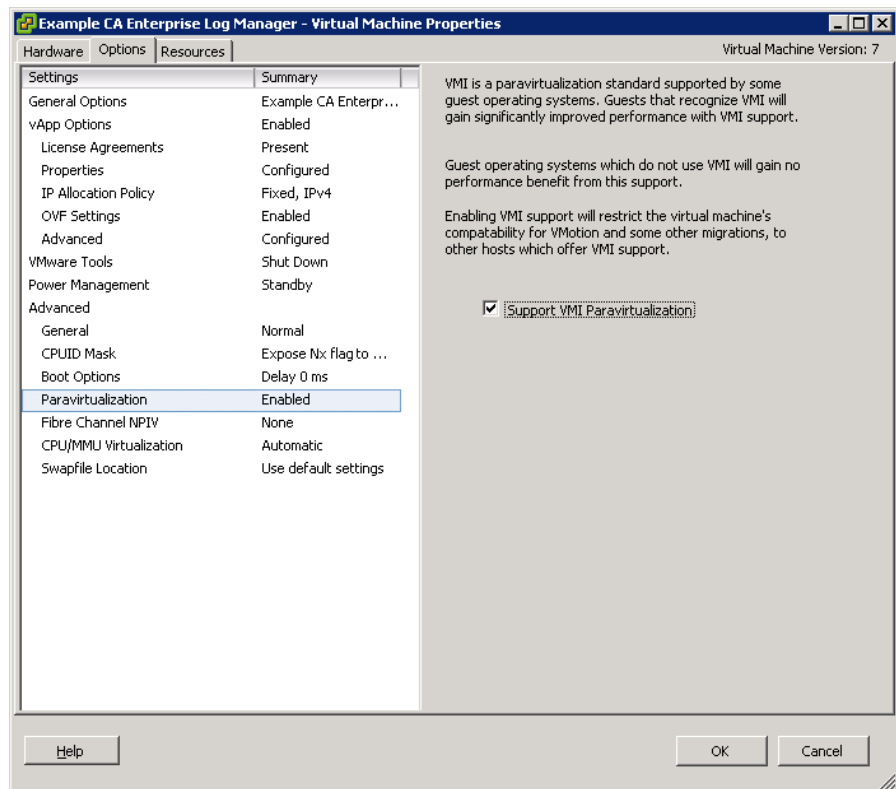 Example CA Enterprise Log Manager - Virtual Machine Properties
Hardware Options Resources Virtual Machine Version: 7
Settings Summary
General Options Example CA Enterpr...
vApp Options Enabled
License Agreements Present
Properties Configured
IP Allocation Policy Fixed, IPv4
OVF Settings Enabled
Advanced Configured
VMware Tools Shut Down
Power Management Standby
Advanced
General Normal
CPUID Mask Expose Nx flag to ...
Boot Options Delay 0 ms
Paravirtualization Enabled
Fibre Channel NPIV None
CPU/MMU Virtualization Automatic
Swapfile Location Use default settings
VMI is a paravirtualization standard supported by some
guest operating systems. Guests that recognize VMI will
gain significantly improved performance with VMI support.
Guest operating systems which do not use VMI will gain no
performance benefit from this support.
Enabling VMI support will restrict the virtual machine's
compatability for VMotion and some other migrations, to
other hosts which offer VMI support.
Support VMI Paravirtualization
Help OK Cancel